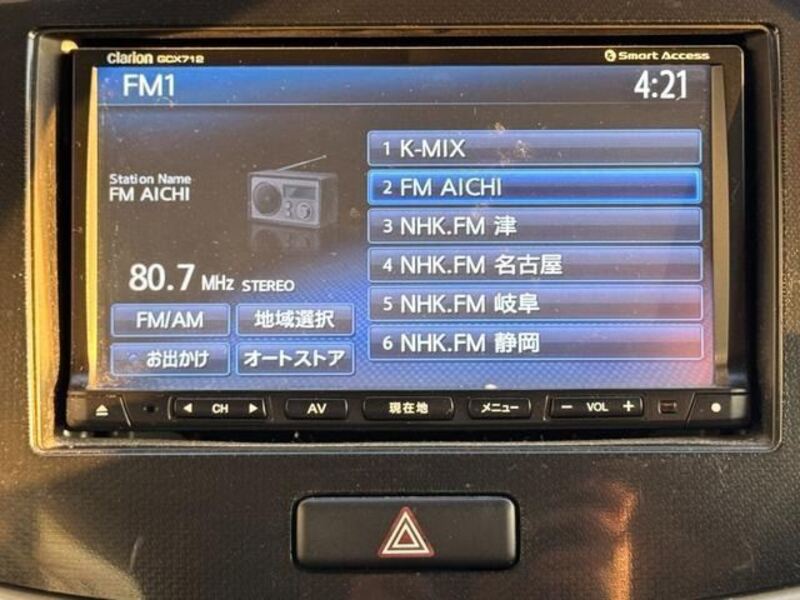 Clarion GCX712
Smart Access
FM1
4:21
Station Name
FM AICHI
80.7 MHz STEREO
FM/AM
地域選択
お出かけ
オートストア
1 K-MIX
2 FM AICHI
3 NHK.FM 津
4 NHK.FM 名古屋
5 NHK.FM 岐阜
6 NHK.FM 静岡
CH
AV
現在地
メニュー
− VOL +